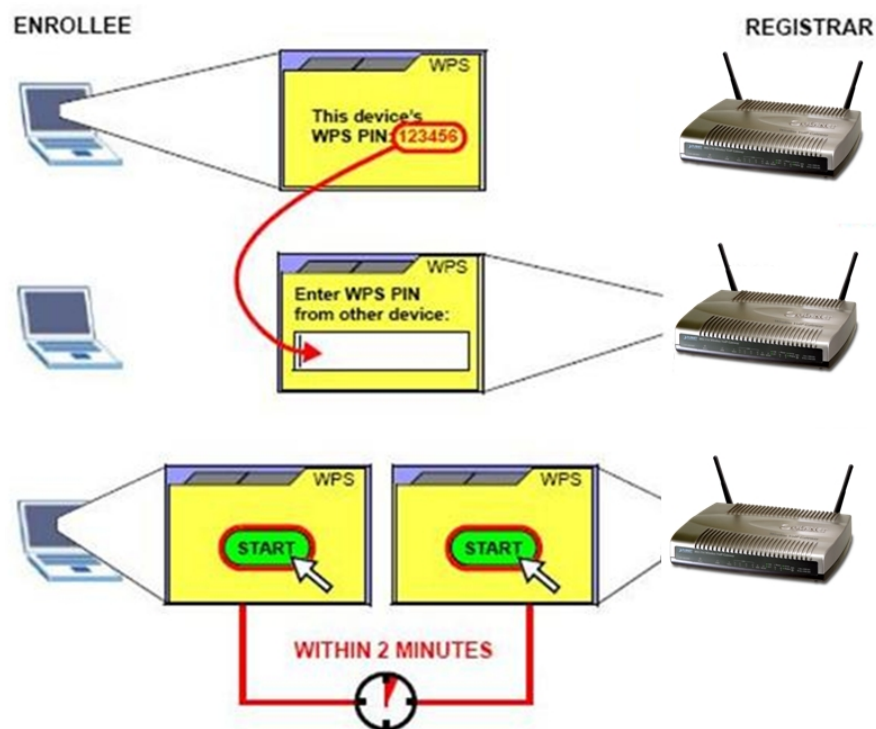 ENROLLEE
REGISTRAR
WPS
This device's
WPS PIN: 123456
WPS
Enter WPS PIN
from other device:
WPS
START
WPS
START
WITHIN 2 MINUTES